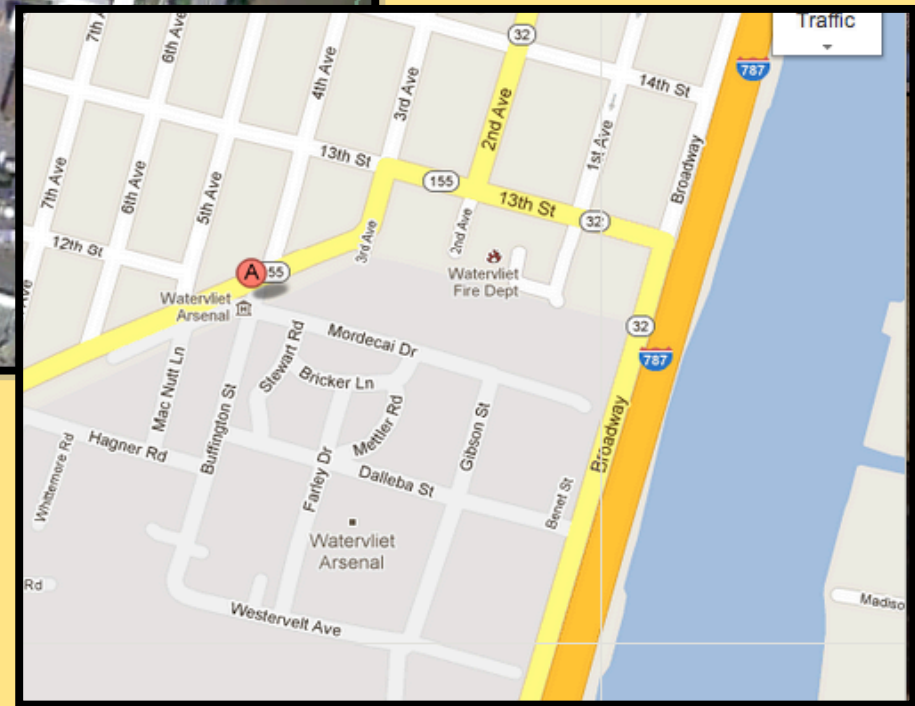 Traffic
7th Ave
6th Ave
4th Ave
3rd Ave
32
2nd Ave
14th St
787
1st Ave
Broadway
13th St
155
13th St
32
7th Ave
6th Ave
5th Ave
3rd Ave
2nd Ave
12th St
A
55
Watervliet
Fire Dept
Watervliet
Arsenal
32
787
Mordecai Dr
Stewart Rd
Bricker Ln
Mac Nutt Ln
Buffington St
Mettler Rd
Gibson St
Broadway
Hagner Rd
Whittemore Rd
Farley Dr
Dalleba St
Benet St
Watervliet
Arsenal
Rd
Westervelt Ave
Madiso